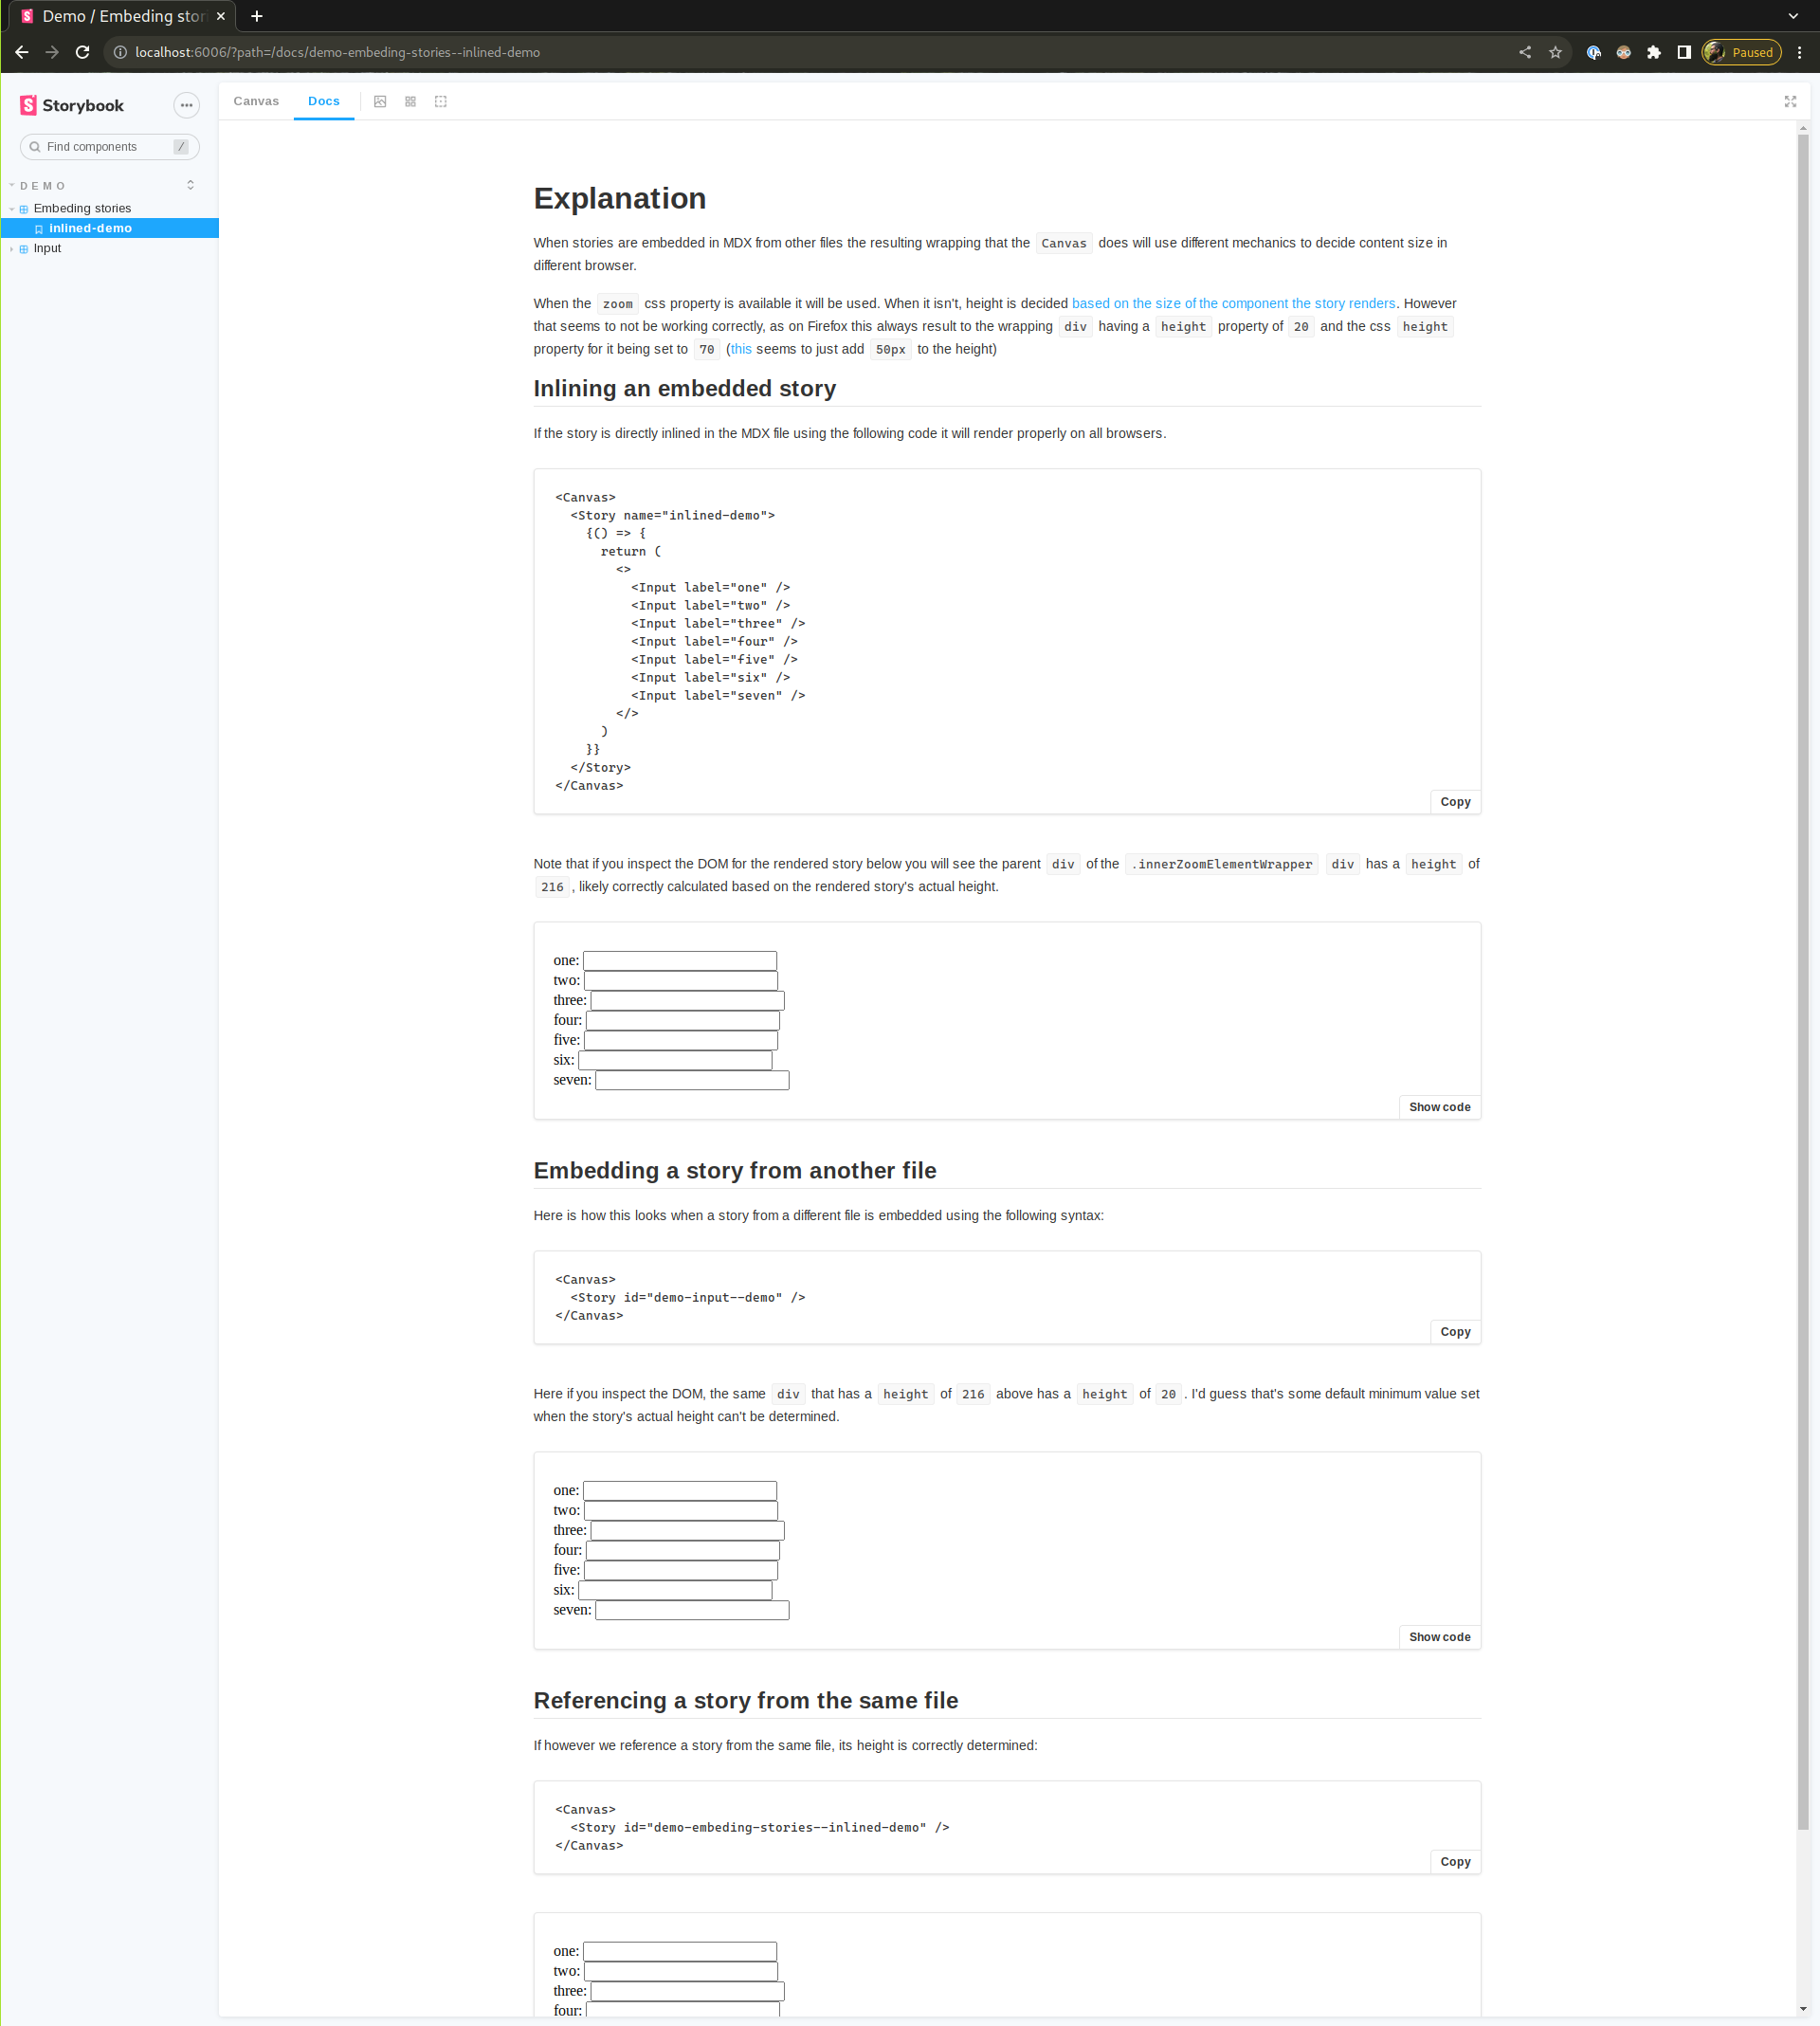 Demo / Embeding stor
localhost:6006/?path=/docs/demo-embeding-stories--inlined-demo
Paused
Storybook
Find components /
DEMO
Embeding stories
inlined-demo
Input
Canvas Docs
Explanation
When stories are embedded in MDX from other files the resulting wrapping that the Canvas does will use different mechanics to decide content size in
different browser.
When the zoom css property is available it will be used. When it isn't, height is decided based on the size of the component the story renders. However
that seems to not be working correctly, as on Firefox this always result to the wrapping div having a height property of 20 and the css height
property for it being set to 70 (this seems to just add 50px to the height)
Inlining an embedded story
If the story is directly inlined in the MDX file using the following code it will render properly on all browsers.
<Canvas>
  <Story name="inlined-demo">
    {() => {
      return (
        <>
          <Input label="one" />
          <Input label="two" />
          <Input label="three" />
          <Input label="four" />
          <Input label="five" />
          <Input label="six" />
          <Input label="seven" />
        </>
      )
    }}
  </Story>
</Canvas>
Copy
Note that if you inspect the DOM for the rendered story below you will see the parent div of the .innerZoomElementWrapper div has a height of
216, likely correctly calculated based on the rendered story's actual height.
one:
two:
three:
four:
five:
six:
seven:
Show code
Embedding a story from another file
Here is how this looks when a story from a different file is embedded using the following syntax:
<Canvas>
  <Story id="demo-input--demo" />
</Canvas>
Copy
Here if you inspect the DOM, the same div that has a height of 216 above has a height of 20. I'd guess that's some default minimum value set
when the story's actual height can't be determined.
one:
two:
three:
four:
five:
six:
seven:
Show code
Referencing a story from the same file
If however we reference a story from the same file, its height is correctly determined:
<Canvas>
  <Story id="demo-embeding-stories--inlined-demo" />
</Canvas>
Copy
one:
two:
three:
four: